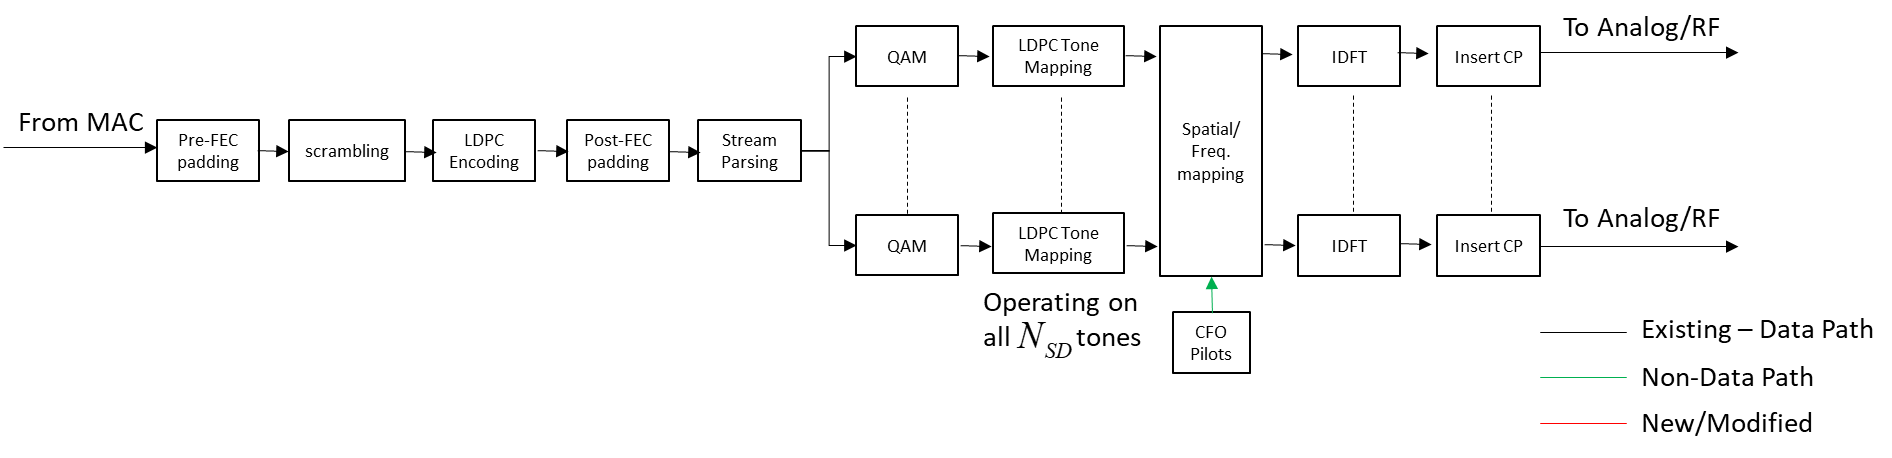 From MAC
Pre-FEC
padding
scrambling
LDPC
Encoding
Post-FEC
padding
Stream
Parsing
QAM
LDPC Tone
Mapping
Spatial/
Freq.
mapping
IDFT
Insert CP
To Analog/RF
QAM
LDPC Tone
Mapping
IDFT
Insert CP
To Analog/RF
Operating on
all N_SD tones
CFO
Pilots
Existing – Data Path
Non-Data Path
New/Modified